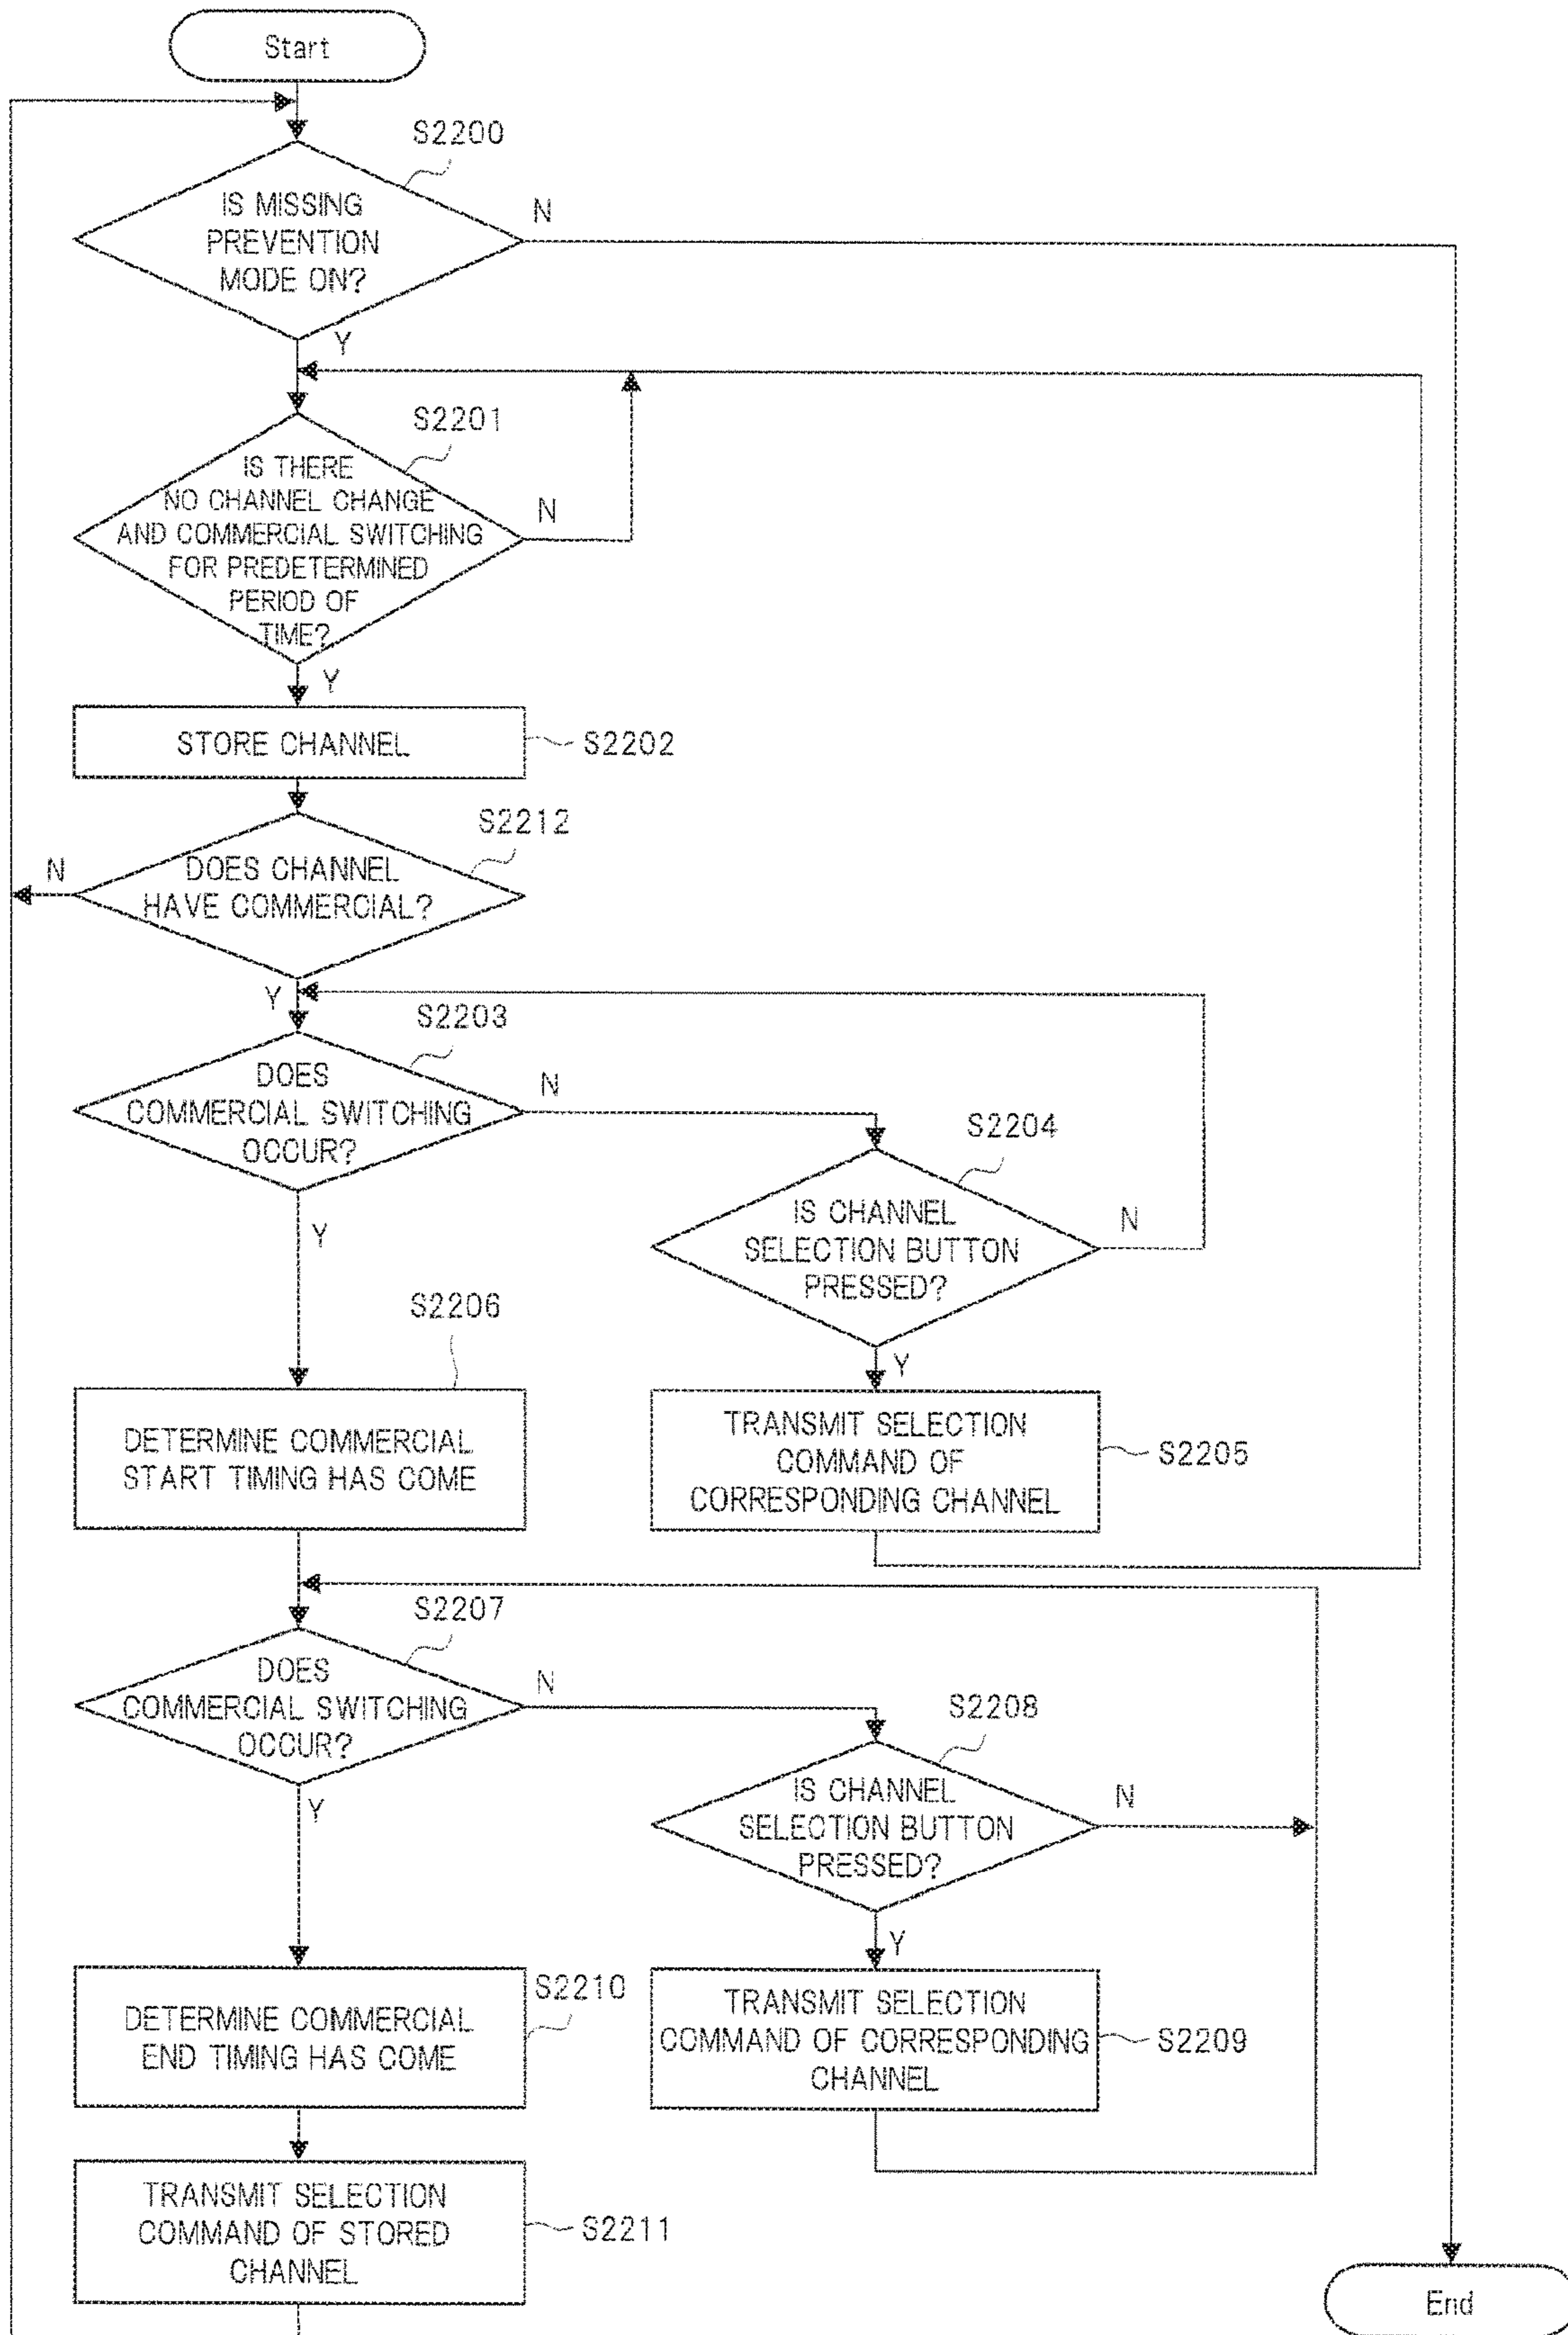 Start
S2200
IS MISSING
PREVENTION
MODE ON?
N
Y
S2201
IS THERE
NO CHANNEL CHANGE
AND COMMERCIAL SWITCHING
FOR PREDETERMINED
PERIOD OF
TIME?
N
Y
STORE CHANNEL
S2202
S2212
N
DOES CHANNEL
HAVE COMMERCIAL?
Y
S2203
DOES
COMMERCIAL SWITCHING
OCCUR?
N
S2204
IS CHANNEL
SELECTION BUTTON
PRESSED?
N
Y
Y
S2206
DETERMINE COMMERCIAL
START TIMING HAS COME
TRANSMIT SELECTION
COMMAND OF
CORRESPONDING CHANNEL
S2205
S2207
DOES
COMMERCIAL SWITCHING
OCCUR?
N
S2208
IS CHANNEL
SELECTION BUTTON
PRESSED?
N
Y
Y
DETERMINE COMMERCIAL
END TIMING HAS COME
S2210
TRANSMIT SELECTION
COMMAND OF CORRESPONDING
CHANNEL
S2209
TRANSMIT SELECTION
COMMAND OF STORED
CHANNEL
S2211
End